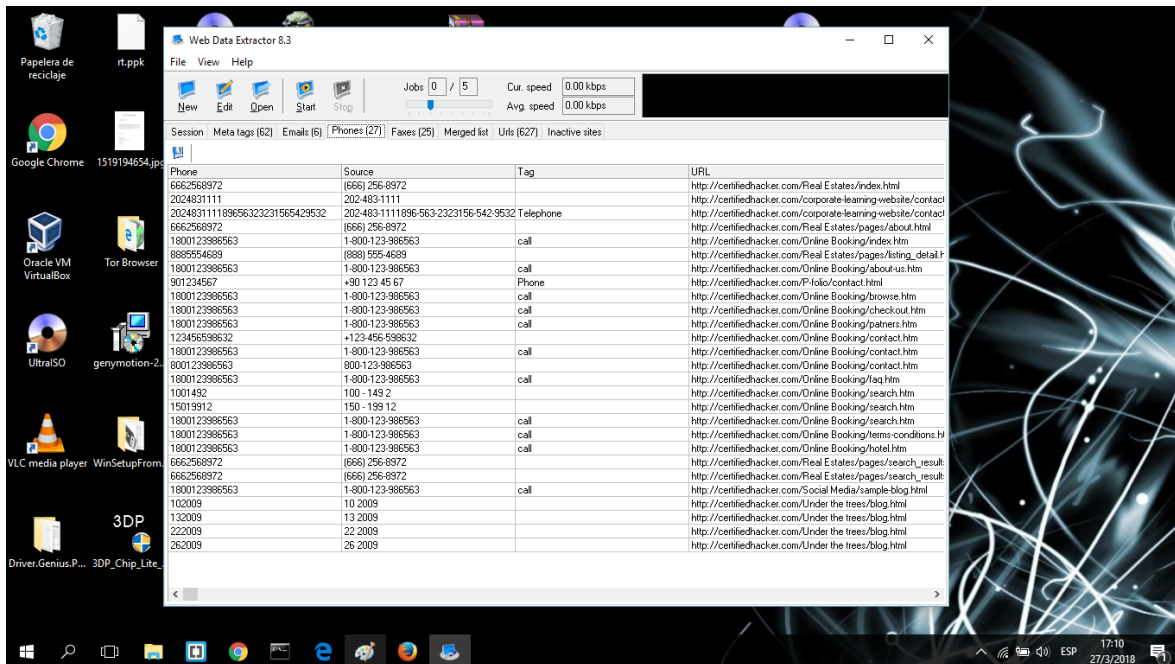 Papelera de
reciclaje
rt.ppk
Google Chrome
1519194654.jpg
Oracle VM
VirtualBox
Tor Browser
UltraISO
genymotion-2...
VLC media player
WinSetupFrom...
3DP
Driver.Genius.P...
3DP_Chip_Lite_...
Web Data Extractor 8.3
File View Help
New Edit Open Start Stop
Jobs 0 / 5
Cur. speed 0.00 kbps
Avg. speed 0.00 kbps
Session Meta tags (62) Emails (6) Phones (27) Faxes (25) Merged list Urls (627) Inactive sites
Phone Source Tag URL
6662568972 (666) 256-8972 http://certifiedhacker.com/Real Estates/index.html
2024831111 202-483-1111 http://certifiedhacker.com/corporate-learning-website/contact
2024831111896563232315654­29532 202-483-1111896-563-2323156-542-9532 Telephone http://certifiedhacker.com/corporate-learning-website/contact
6662568972 (666) 256-8972 http://certifiedhacker.com/Real Estates/pages/about.html
1800123986563 1-800-123-986563 call http://certifiedhacker.com/Online Booking/index.htm
8885554689 (888) 555-4689 http://certifiedhacker.com/Real Estates/pages/listing_detail.h
1800123986563 1-800-123-986563 call http://certifiedhacker.com/Online Booking/about-us.htm
901234567 +90 123 45 67 Phone http://certifiedhacker.com/P-folio/contact.html
1800123986563 1-800-123-986563 call http://certifiedhacker.com/Online Booking/browse.htm
1800123986563 1-800-123-986563 call http://certifiedhacker.com/Online Booking/checkout.htm
1800123986563 1-800-123-986563 call http://certifiedhacker.com/Online Booking/patners.htm
123456598632 +123-456-598632 http://certifiedhacker.com/Online Booking/contact.htm
1800123986563 1-800-123-986563 call http://certifiedhacker.com/Online Booking/contact.htm
800123986563 800-123-986563 http://certifiedhacker.com/Online Booking/contact.htm
1800123986563 1-800-123-986563 call http://certifiedhacker.com/Online Booking/faq.htm
1001492 100 - 149 2 http://certifiedhacker.com/Online Booking/search.htm
15019912 150 - 199 12 http://certifiedhacker.com/Online Booking/search.htm
1800123986563 1-800-123-986563 call http://certifiedhacker.com/Online Booking/search.htm
1800123986563 1-800-123-986563 call http://certifiedhacker.com/Online Booking/terms-conditions.ht
1800123986563 1-800-123-986563 call http://certifiedhacker.com/Online Booking/hotel.htm
6662568972 (666) 256-8972 http://certifiedhacker.com/Real Estates/pages/search_results
6662568972 (666) 256-8972 http://certifiedhacker.com/Real Estates/pages/search_results
1800123986563 1-800-123-986563 call http://certifiedhacker.com/Social Media/sample-blog.html
102009 10 2009 http://certifiedhacker.com/Under the trees/blog.html
132009 13 2009 http://certifiedhacker.com/Under the trees/blog.html
222009 22 2009 http://certifiedhacker.com/Under the trees/blog.html
262009 26 2009 http://certifiedhacker.com/Under the trees/blog.html
ESP
17:10
27/3/2018